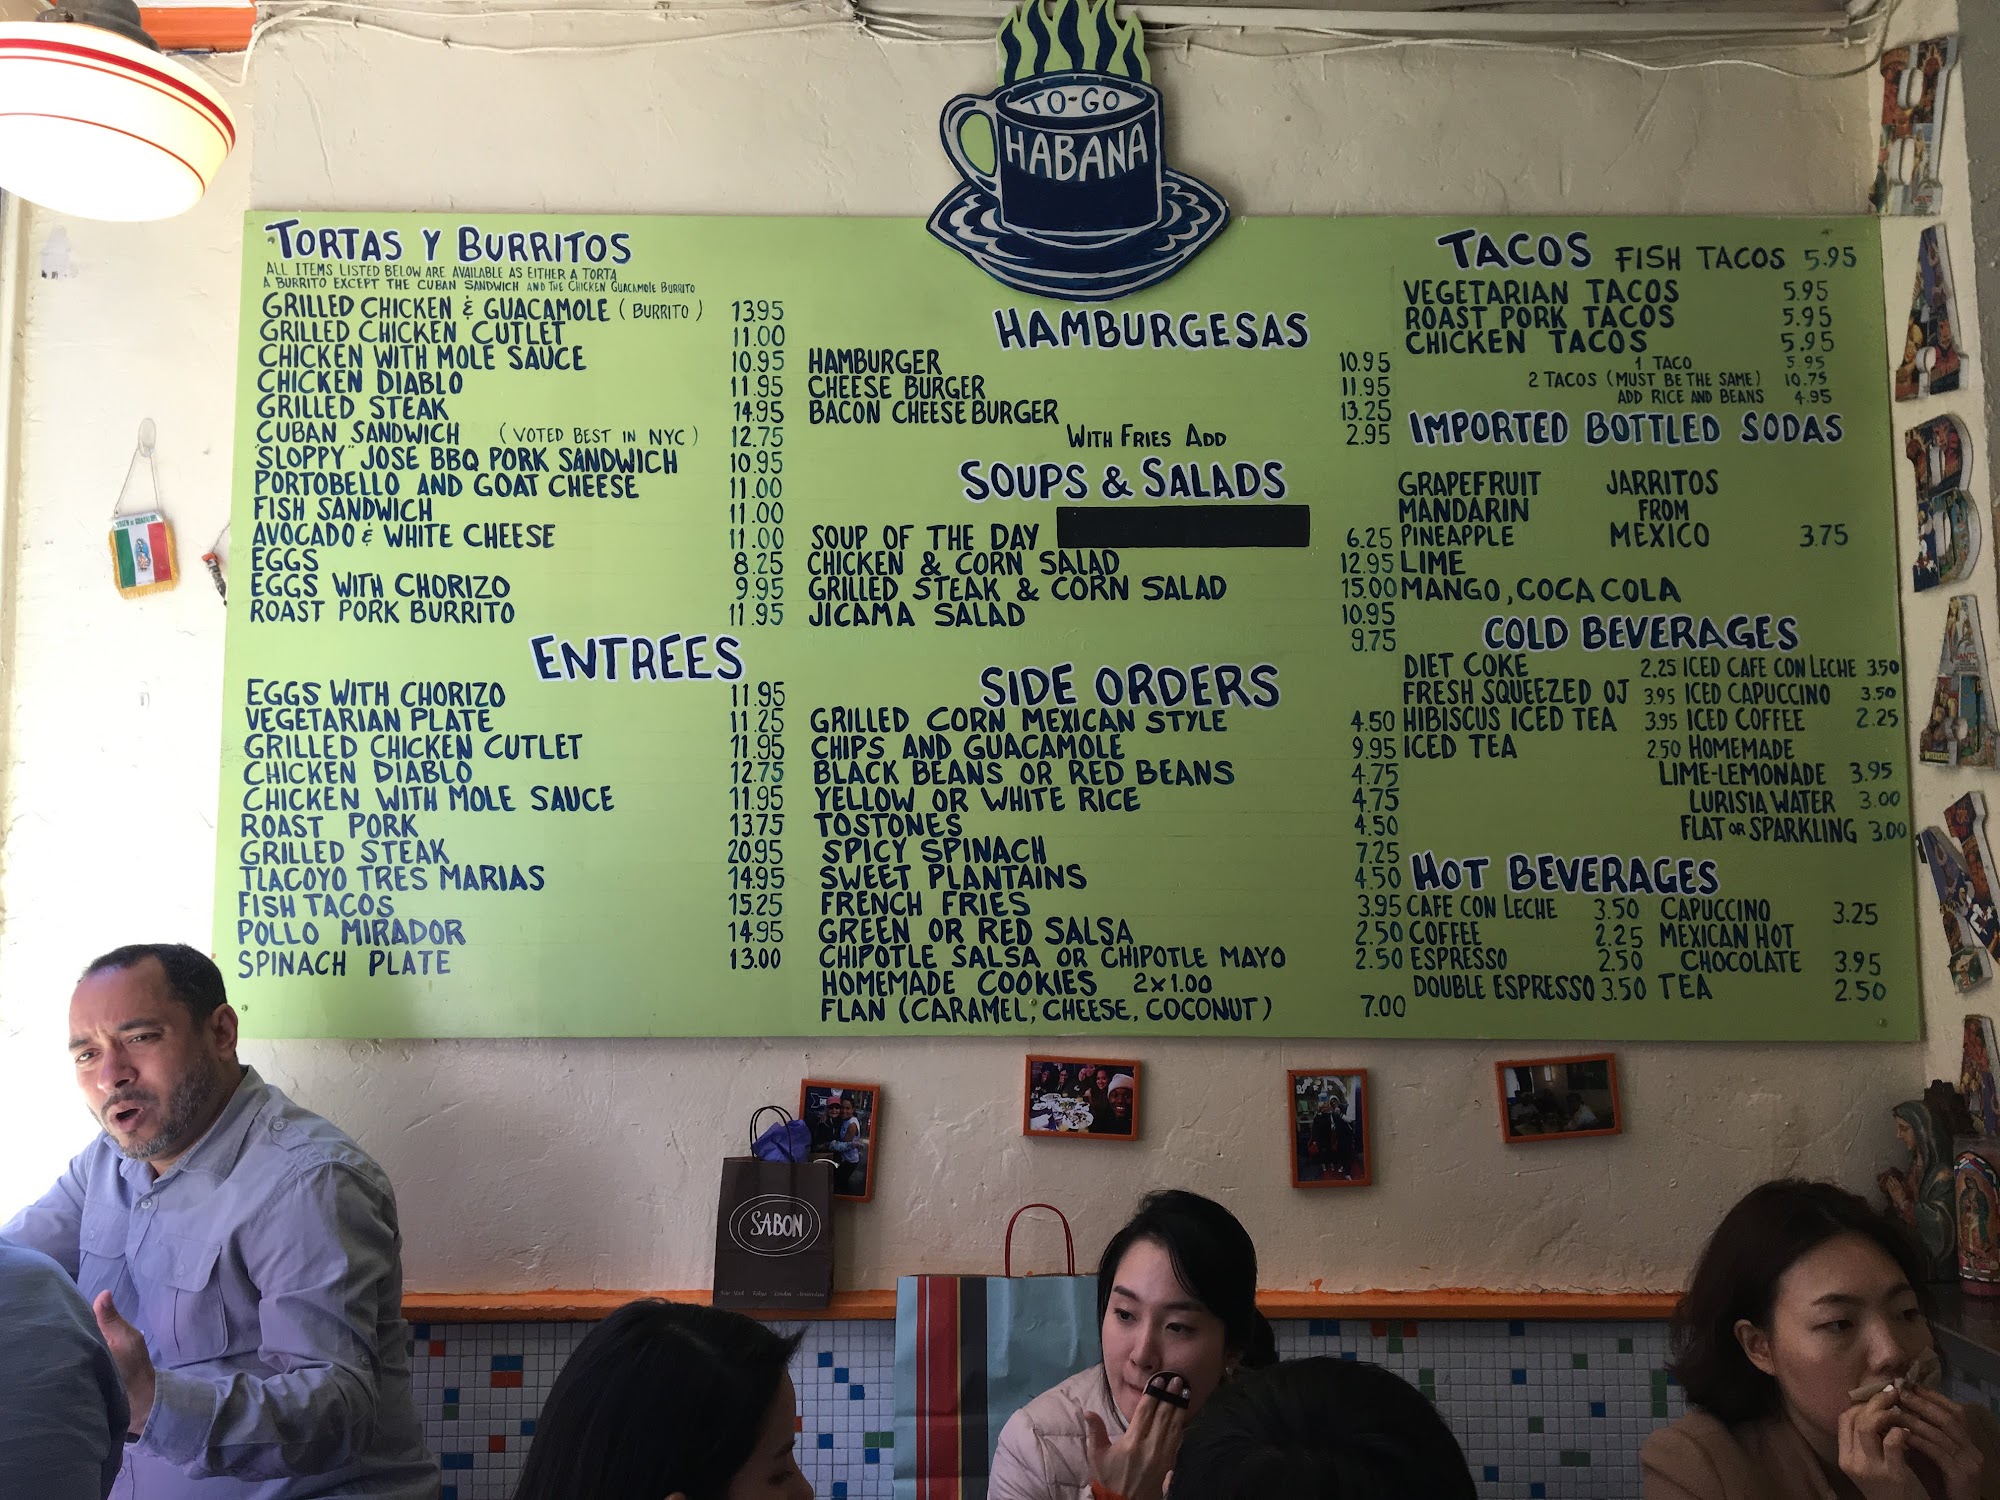 TO-GO
HABANA
TORTAS Y BURRITOS
ALL ITEMS LISTED BELOW ARE AVAILABLE AS EITHER A TORTA
A BURRITO EXCEPT THE CUBAN SANDWICH AND THE CHICKEN GUACAMOLE BURRITO
GRILLED CHICKEN & GUACAMOLE (BURRITO) 13.95
GRILLED CHICKEN CUTLET 11.00
CHICKEN WITH MOLE SAUCE 10.95
CHICKEN DIABLO 11.95
GRILLED STEAK 14.95
CUBAN SANDWICH (VOTED BEST IN NYC) 12.75
"SLOPPY" JOSE BBQ PORK SANDWICH 10.95
PORTOBELLO AND GOAT CHEESE 11.00
FISH SANDWICH 11.00
AVOCADO & WHITE CHEESE 11.00
EGGS 8.25
EGGS WITH CHORIZO 9.95
ROAST PORK BURRITO 11.95
ENTREES
EGGS WITH CHORIZO 11.95
VEGETARIAN PLATE 11.25
GRILLED CHICKEN CUTLET 11.95
CHICKEN DIABLO 12.75
CHICKEN WITH MOLE SAUCE 11.95
ROAST PORK 13.75
GRILLED STEAK 20.95
TLACOYO TRES MARIAS 14.95
FISH TACOS 15.25
POLLO MIRADOR 14.95
SPINACH PLATE 13.00
HAMBURGESAS
HAMBURGER 10.95
CHEESE BURGER 11.95
BACON CHEESE BURGER 13.25
WITH FRIES ADD 2.95
SOUPS & SALADS
SOUP OF THE DAY 6.25
CHICKEN & CORN SALAD 12.95
GRILLED STEAK & CORN SALAD 15.00
JICAMA SALAD 10.95
9.75
SIDE ORDERS
GRILLED CORN MEXICAN STYLE 4.50
CHIPS AND GUACAMOLE 9.95
BLACK BEANS OR RED BEANS 4.75
YELLOW OR WHITE RICE 4.75
TOSTONES 4.50
SPICY SPINACH 7.25
SWEET PLANTAINS 4.50
FRENCH FRIES 3.95
GREEN OR RED SALSA 2.50
CHIPOTLE SALSA OR CHIPOTLE MAYO 2.50
HOMEMADE COOKIES 2x1.00
FLAN (CARAMEL, CHEESE, COCONUT) 7.00
TACOS FISH TACOS 5.95
VEGETARIAN TACOS 5.95
ROAST PORK TACOS 5.95
CHICKEN TACOS 5.95
1 TACO 5.95
2 TACOS (MUST BE THE SAME) 10.75
ADD RICE AND BEANS 4.95
IMPORTED BOTTLED SODAS
GRAPEFRUIT JARRITOS
MANDARIN FROM
PINEAPPLE MEXICO 3.75
LIME
MANGO, COCA COLA
COLD BEVERAGES
DIET COKE 2.25 ICED CAFE CON LECHE 3.50
FRESH SQUEEZED OJ 3.95 ICED CAPUCCINO 3.50
HIBISCUS ICED TEA 3.95 ICED COFFEE 2.25
ICED TEA 2.50 HOMEMADE
LIME-LEMONADE 3.95
LURISIA WATER 3.00
FLAT OR SPARKLING 3.00
HOT BEVERAGES
CAFE CON LECHE 3.50 CAPUCCINO 3.25
COFFEE 2.25 MEXICAN HOT
ESPRESSO 2.50 CHOCOLATE 3.95
DOUBLE ESPRESSO 3.50 TEA 2.50
HABANA
SABON
New York Tokyo London Amsterdam